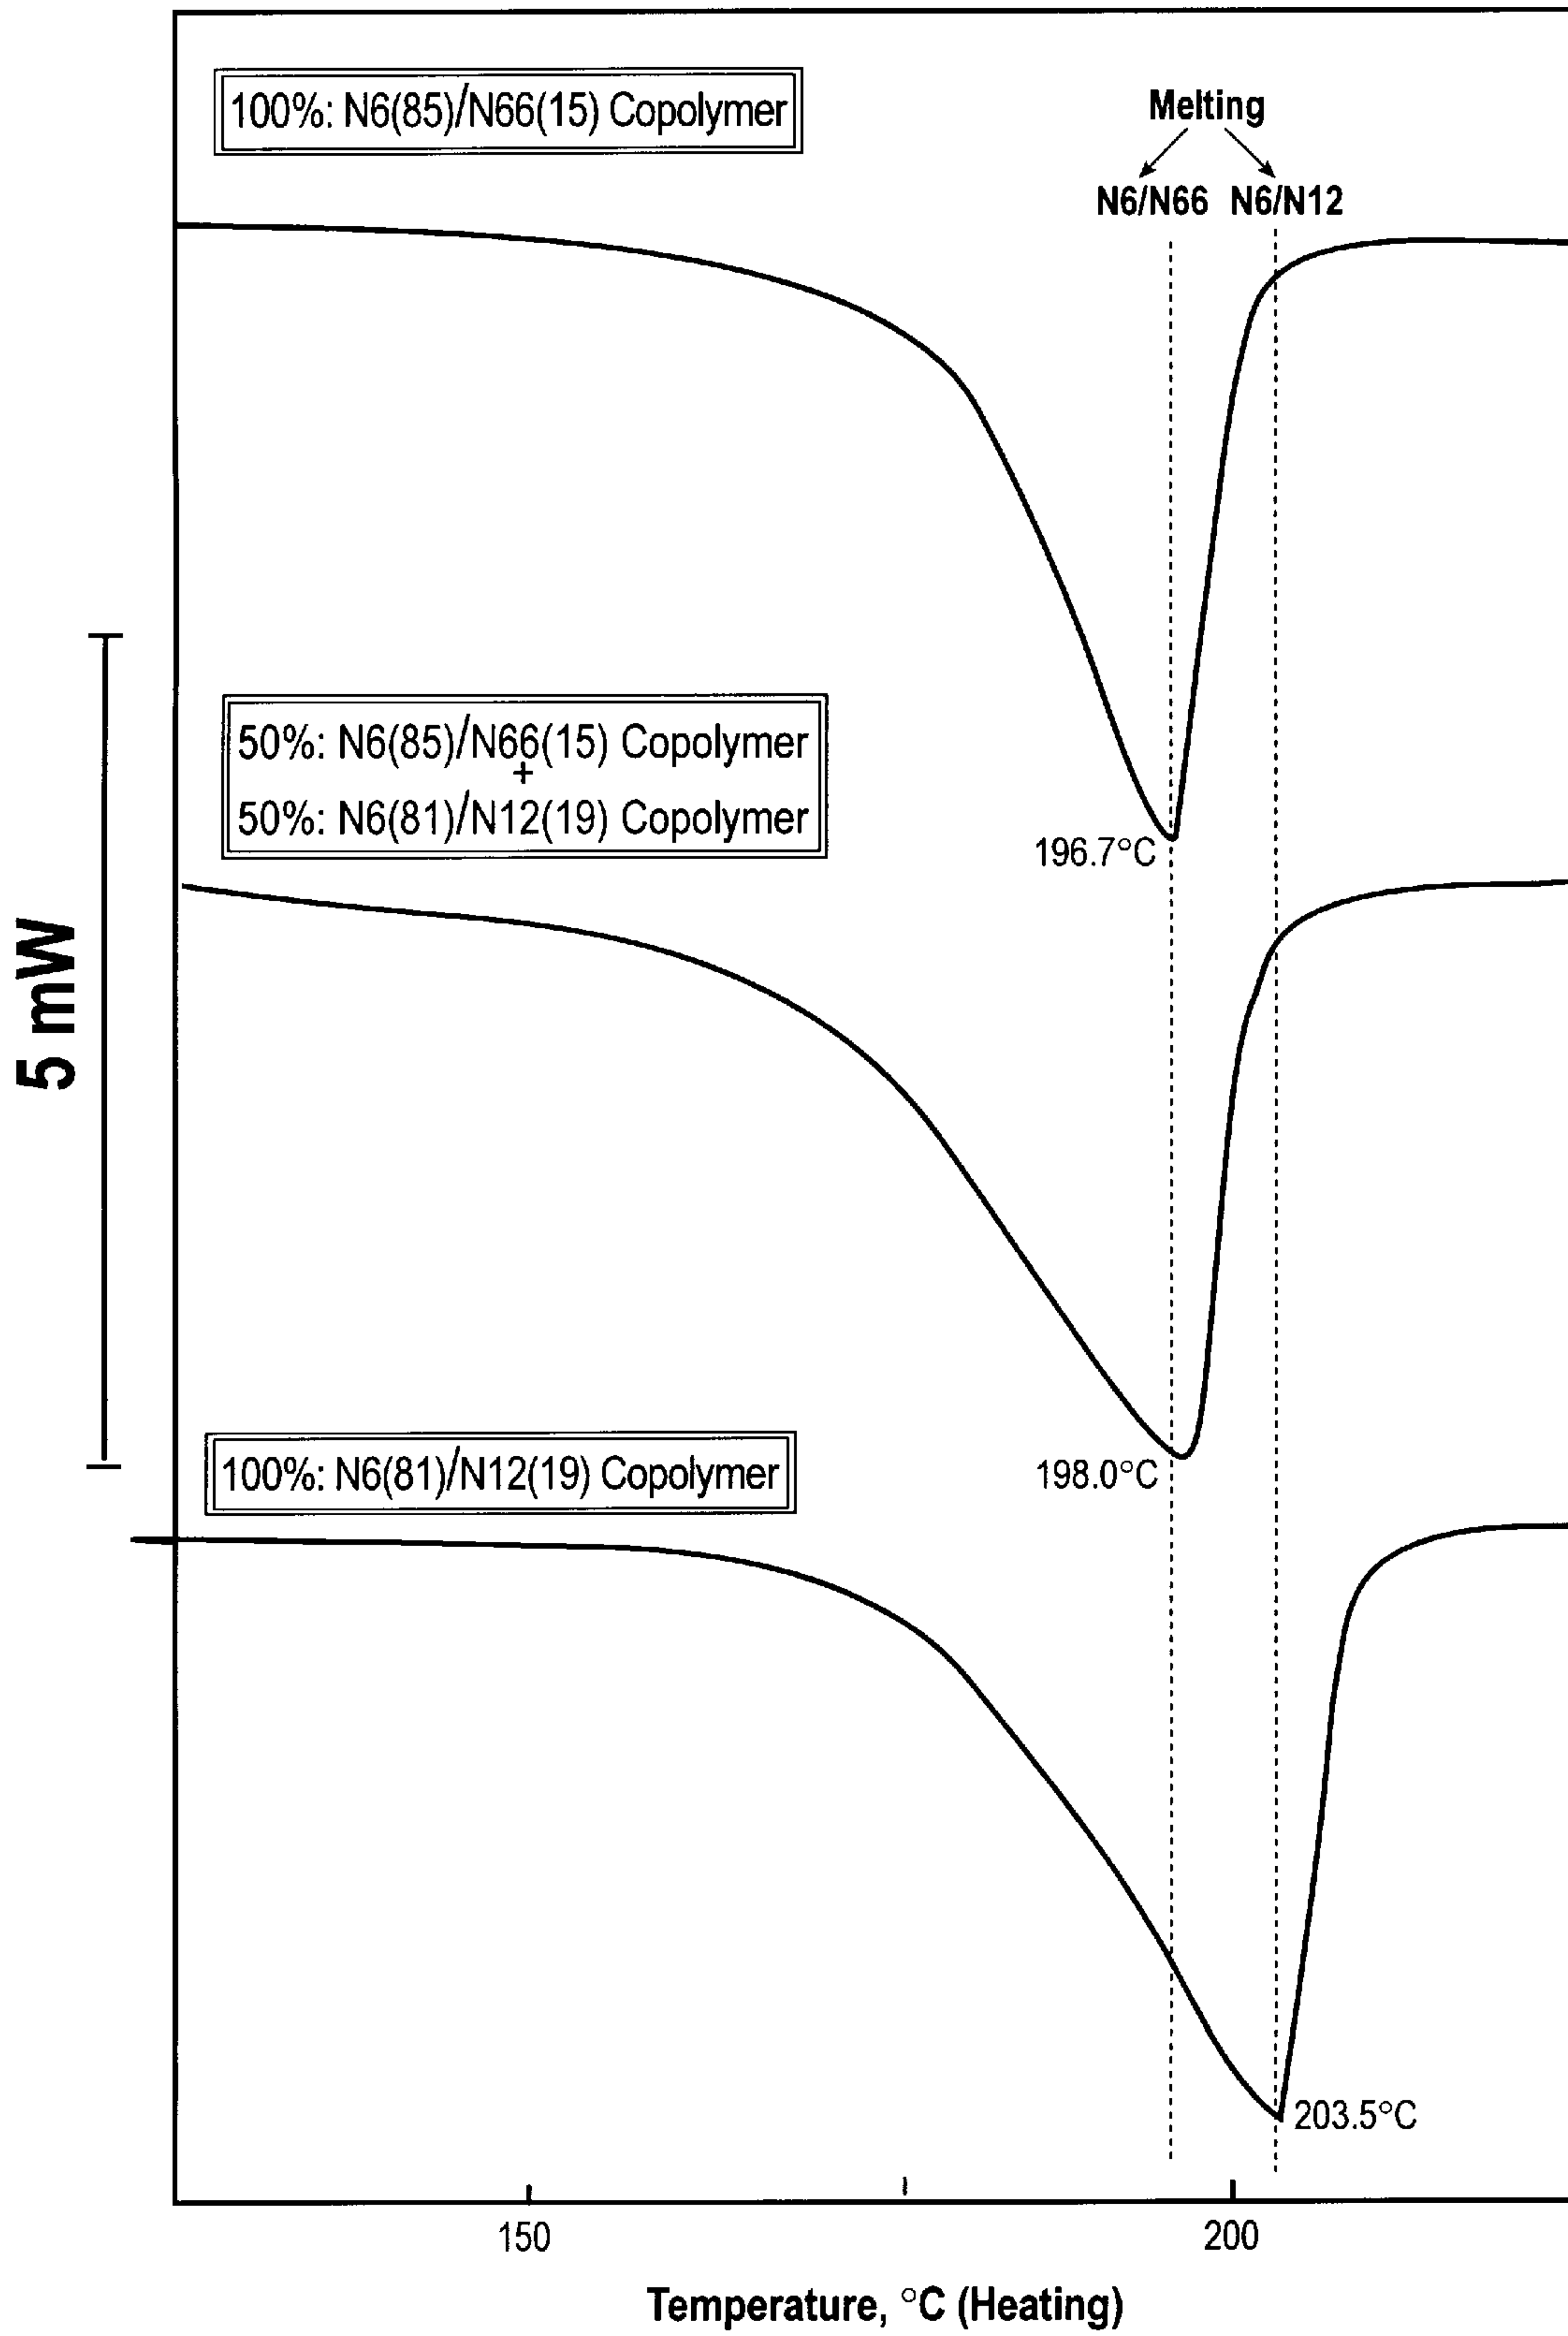 100%: N6(85)/N66(15) Copolymer
Melting
N6/N66 N6/N12
50%: N6(85)/N66(15) Copolymer
+
50%: N6(81)/N12(19) Copolymer
196.7°C
5 mW
100%: N6(81)/N12(19) Copolymer
198.0°C
203.5°C
150
200
Temperature, °C (Heating)